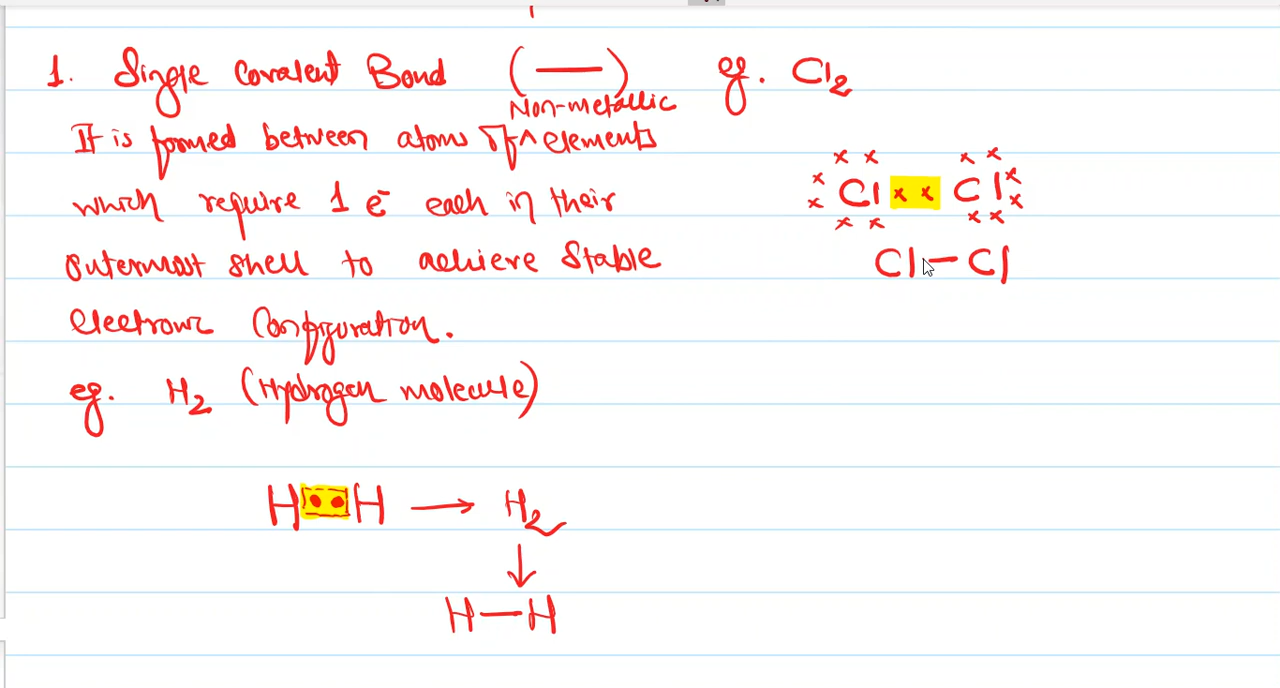 1. Single Covalent Bond (—) eg. Cl2
Non-metallic
It is formed between atoms of ^ elements
which require 1 e⁻ each in their
outermost shell to achieve stable
electronic configuration.
eg. H2 (Hydrogen molecule)
x x x x
x Cl x x Cl x
x x
x x x x
Cl — Cl
H •• H → H2
↓
H — H